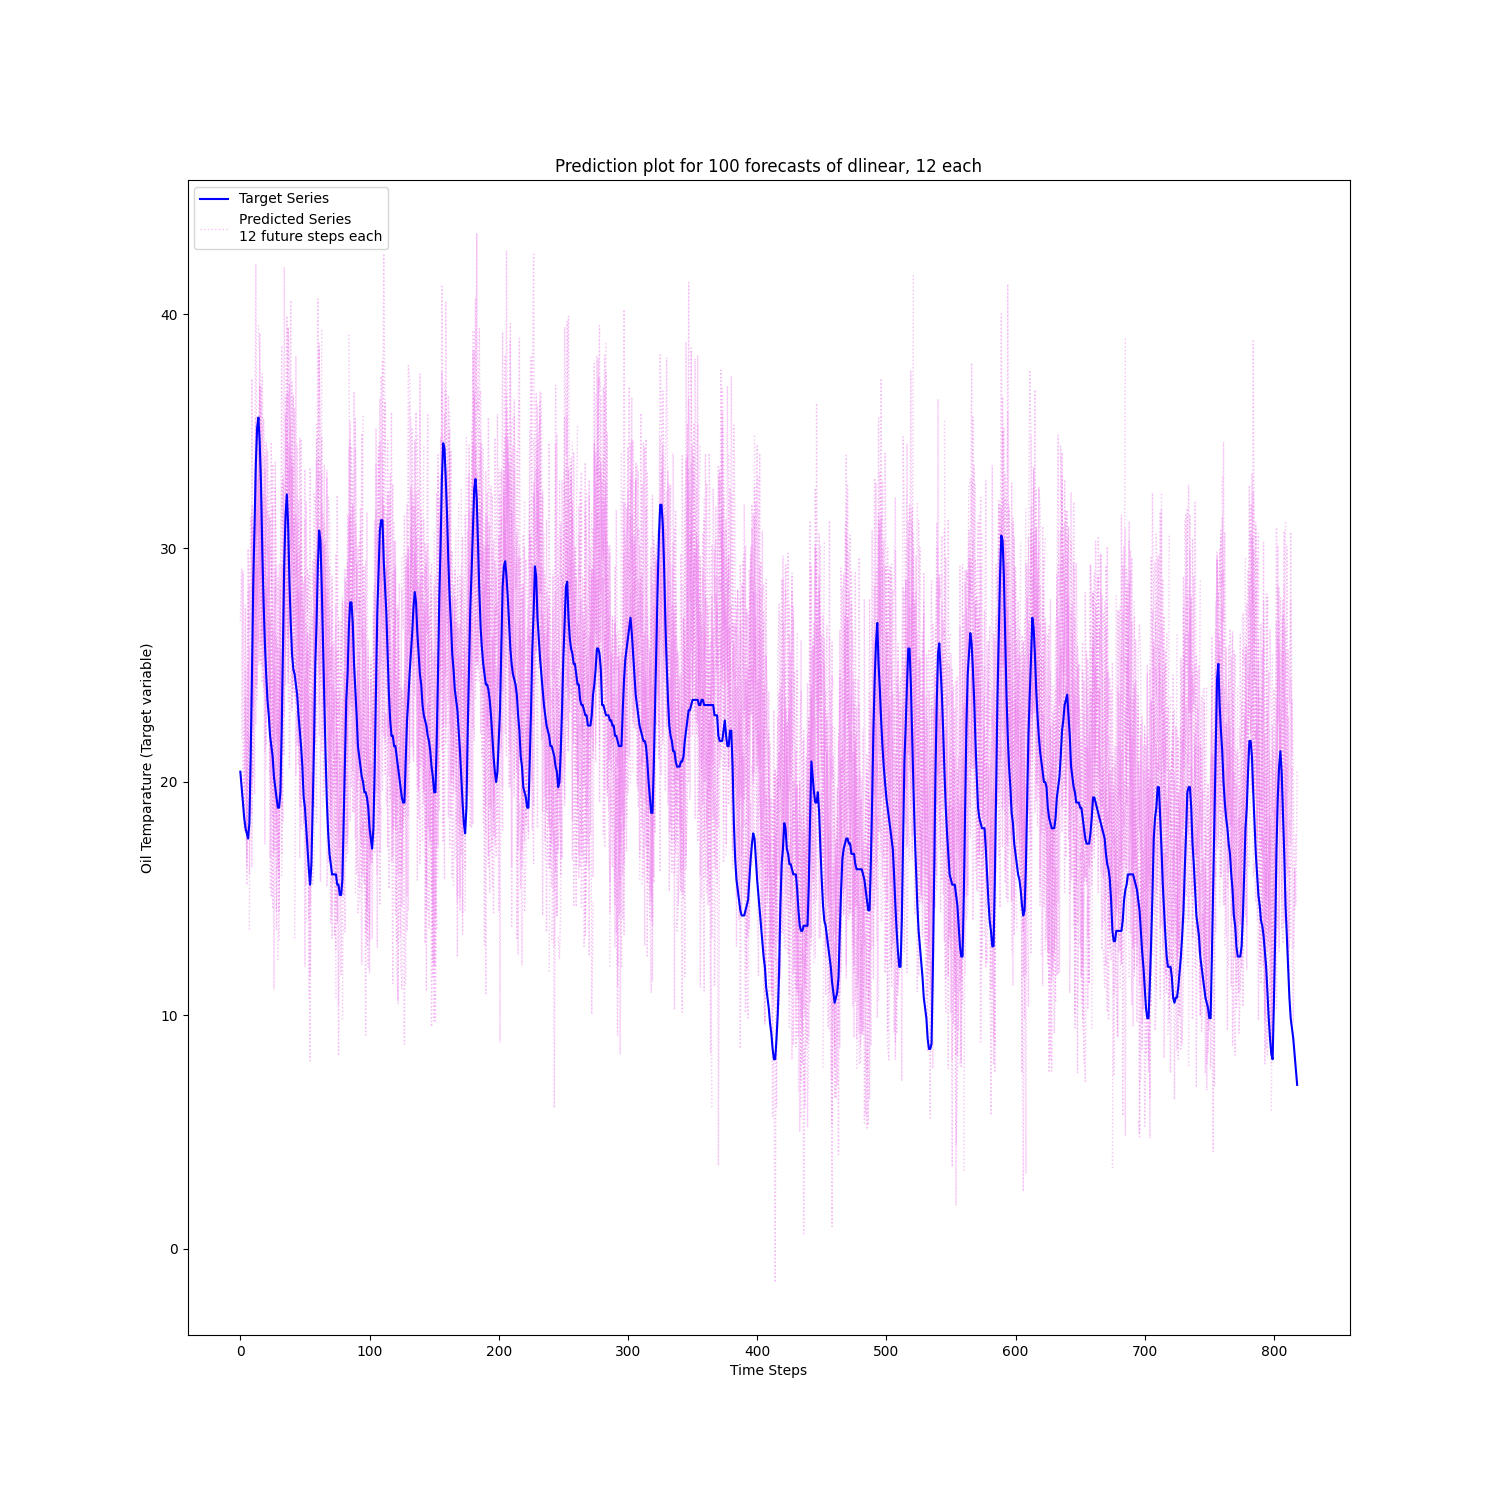 Prediction plot for 100 forecasts of dlinear, 12 each
Target Series
Predicted Series
12 future steps each
Oil Temparature (Target variable)
40
30
20
10
0
0 100 200 300 400 500 600 700 800
Time Steps